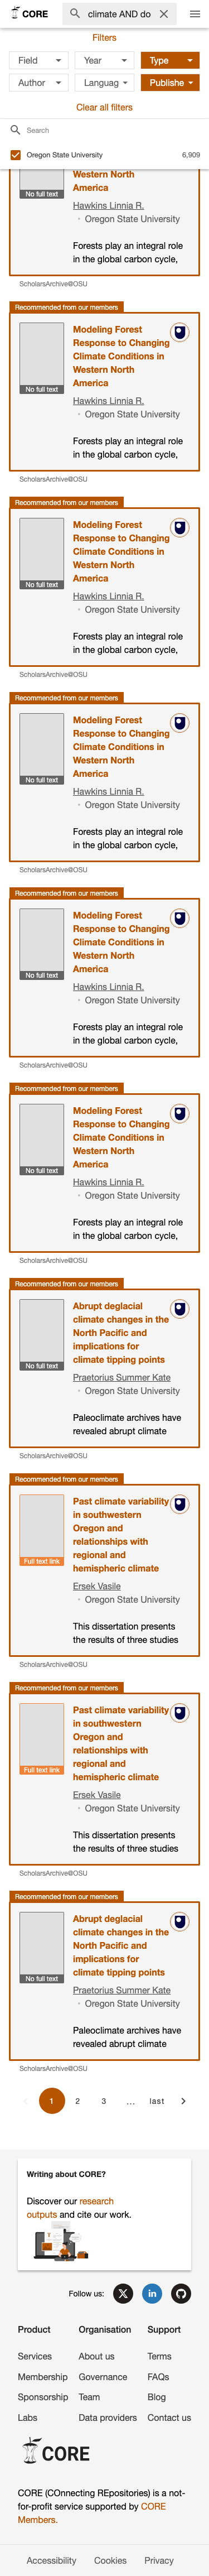 CORE
climate AND do
Filters
Field
Year
Type
Author
Languag
Publishe
Clear all filters
Search
Oregon State University
6,909
Western North
America
No full text
Hawkins Linnia R.
Oregon State University
Forests play an integral role
in the global carbon cycle,
ScholarsArchive@OSU
Recommended from our members
Modeling Forest
Response to Changing
Climate Conditions in
Western North
America
No full text
Hawkins Linnia R.
Oregon State University
Forests play an integral role
in the global carbon cycle,
ScholarsArchive@OSU
Recommended from our members
Modeling Forest
Response to Changing
Climate Conditions in
Western North
America
No full text
Hawkins Linnia R.
Oregon State University
Forests play an integral role
in the global carbon cycle,
ScholarsArchive@OSU
Recommended from our members
Modeling Forest
Response to Changing
Climate Conditions in
Western North
America
No full text
Hawkins Linnia R.
Oregon State University
Forests play an integral role
in the global carbon cycle,
ScholarsArchive@OSU
Recommended from our members
Modeling Forest
Response to Changing
Climate Conditions in
Western North
America
No full text
Hawkins Linnia R.
Oregon State University
Forests play an integral role
in the global carbon cycle,
ScholarsArchive@OSU
Recommended from our members
Modeling Forest
Response to Changing
Climate Conditions in
Western North
America
No full text
Hawkins Linnia R.
Oregon State University
Forests play an integral role
in the global carbon cycle,
ScholarsArchive@OSU
Recommended from our members
Abrupt deglacial
climate changes in the
North Pacific and
implications for
climate tipping points
No full text
Praetorius Summer Kate
Oregon State University
Paleoclimate archives have
revealed abrupt climate
ScholarsArchive@OSU
Recommended from our members
Past climate variability
in southwestern
Oregon and
relationships with
regional and
hemispheric climate
Full text link
Ersek Vasile
Oregon State University
This dissertation presents
the results of three studies
ScholarsArchive@OSU
Recommended from our members
Past climate variability
in southwestern
Oregon and
relationships with
regional and
hemispheric climate
Full text link
Ersek Vasile
Oregon State University
This dissertation presents
the results of three studies
ScholarsArchive@OSU
Recommended from our members
Abrupt deglacial
climate changes in the
North Pacific and
implications for
climate tipping points
No full text
Praetorius Summer Kate
Oregon State University
Paleoclimate archives have
revealed abrupt climate
ScholarsArchive@OSU
1 2 3 ... last
Writing about CORE?
Discover our research
outputs and cite our work.
Follow us:
Product
Organisation
Support
Services
About us
Terms
Membership
Governance
FAQs
Sponsorship
Team
Blog
Labs
Data providers
Contact us
CORE
CORE (COnnecting REpositories) is a not-
for-profit service supported by CORE
Members.
Accessibility
Cookies
Privacy